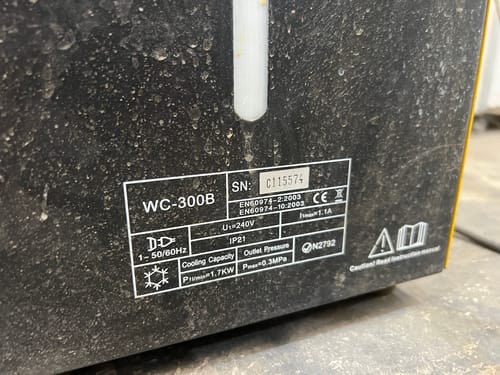 WC-300B
SN: C115574
EN60974-2:2003
EN60974-10:2003
CE
I1max=1.1A
U1=240V
1~50/60Hz
IP21
Cooling Capacity
P1l/min=1.7KW
Outlet Pressure
Pmax=0.3MPa
N2792
Caution! Read instruction manual